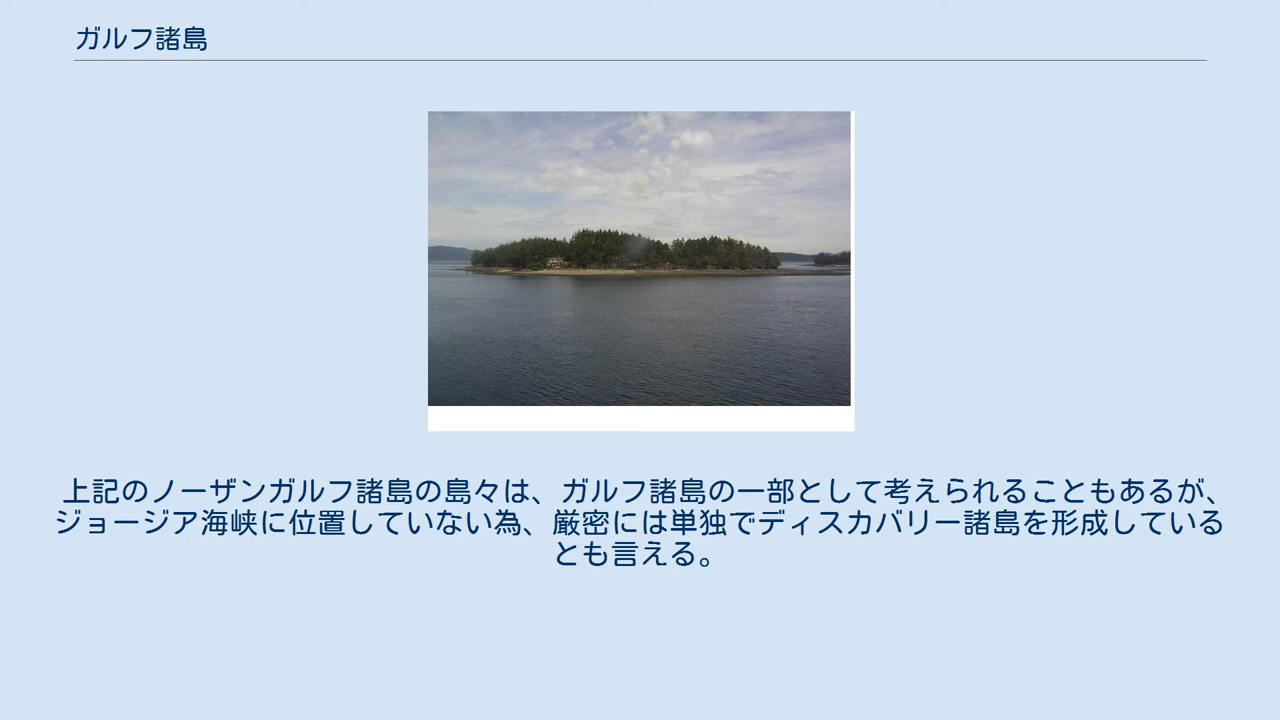 ガルフ諸島
上記のノーザンガルフ諸島の島々は、ガルフ諸島の一部として考えられることもあるが、
ジョージア海峡に位置していない為、厳密には単独でディスカバリー諸島を形成している
とも言える。